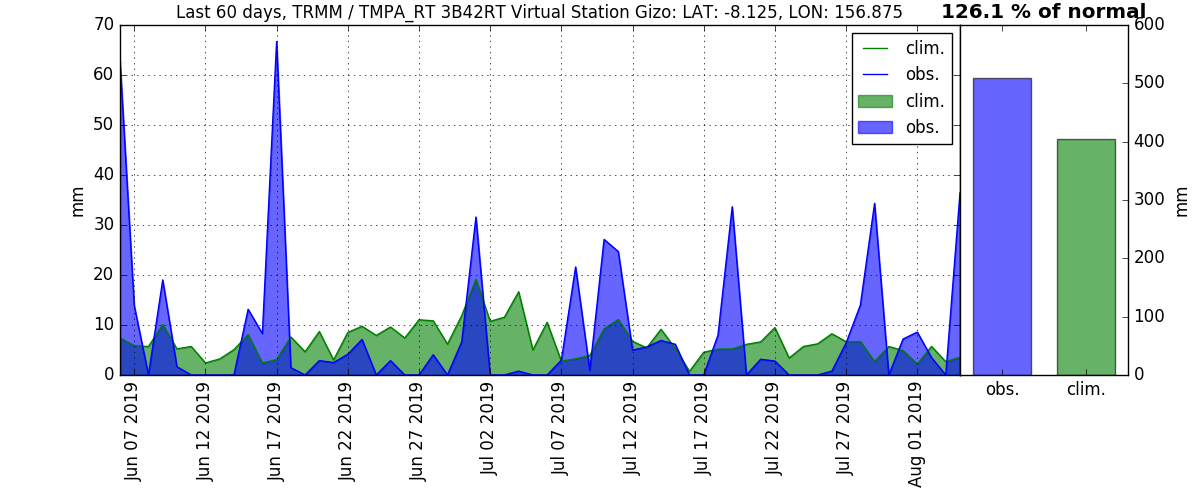 Last 60 days, TRMM / TMPA_RT 3B42RT Virtual Station Gizo: LAT: -8.125, LON: 156.875
126.1 % of normal
70
60
50
40
30
20
10
0
mm
clim.
obs.
clim.
obs.
Jun 07 2019
Jun 12 2019
Jun 17 2019
Jun 22 2019
Jun 27 2019
Jul 02 2019
Jul 07 2019
Jul 12 2019
Jul 17 2019
Jul 22 2019
Jul 27 2019
Aug 01 2019
600
500
400
300
200
100
0
mm
obs.
clim.